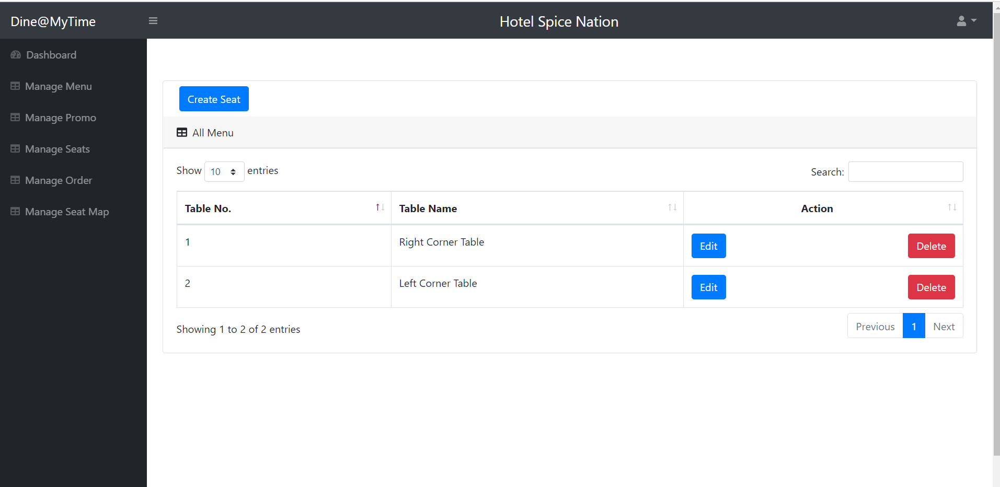 Dine@MyTime
Hotel Spice Nation
Dashboard
Manage Menu
Manage Promo
Manage Seats
Manage Order
Manage Seat Map
Create Seat
All Menu
Show 10 entries
Search:
Table No. Table Name Action
1 Right Corner Table Edit Delete
2 Left Corner Table Edit Delete
Showing 1 to 2 of 2 entries
Previous 1 Next